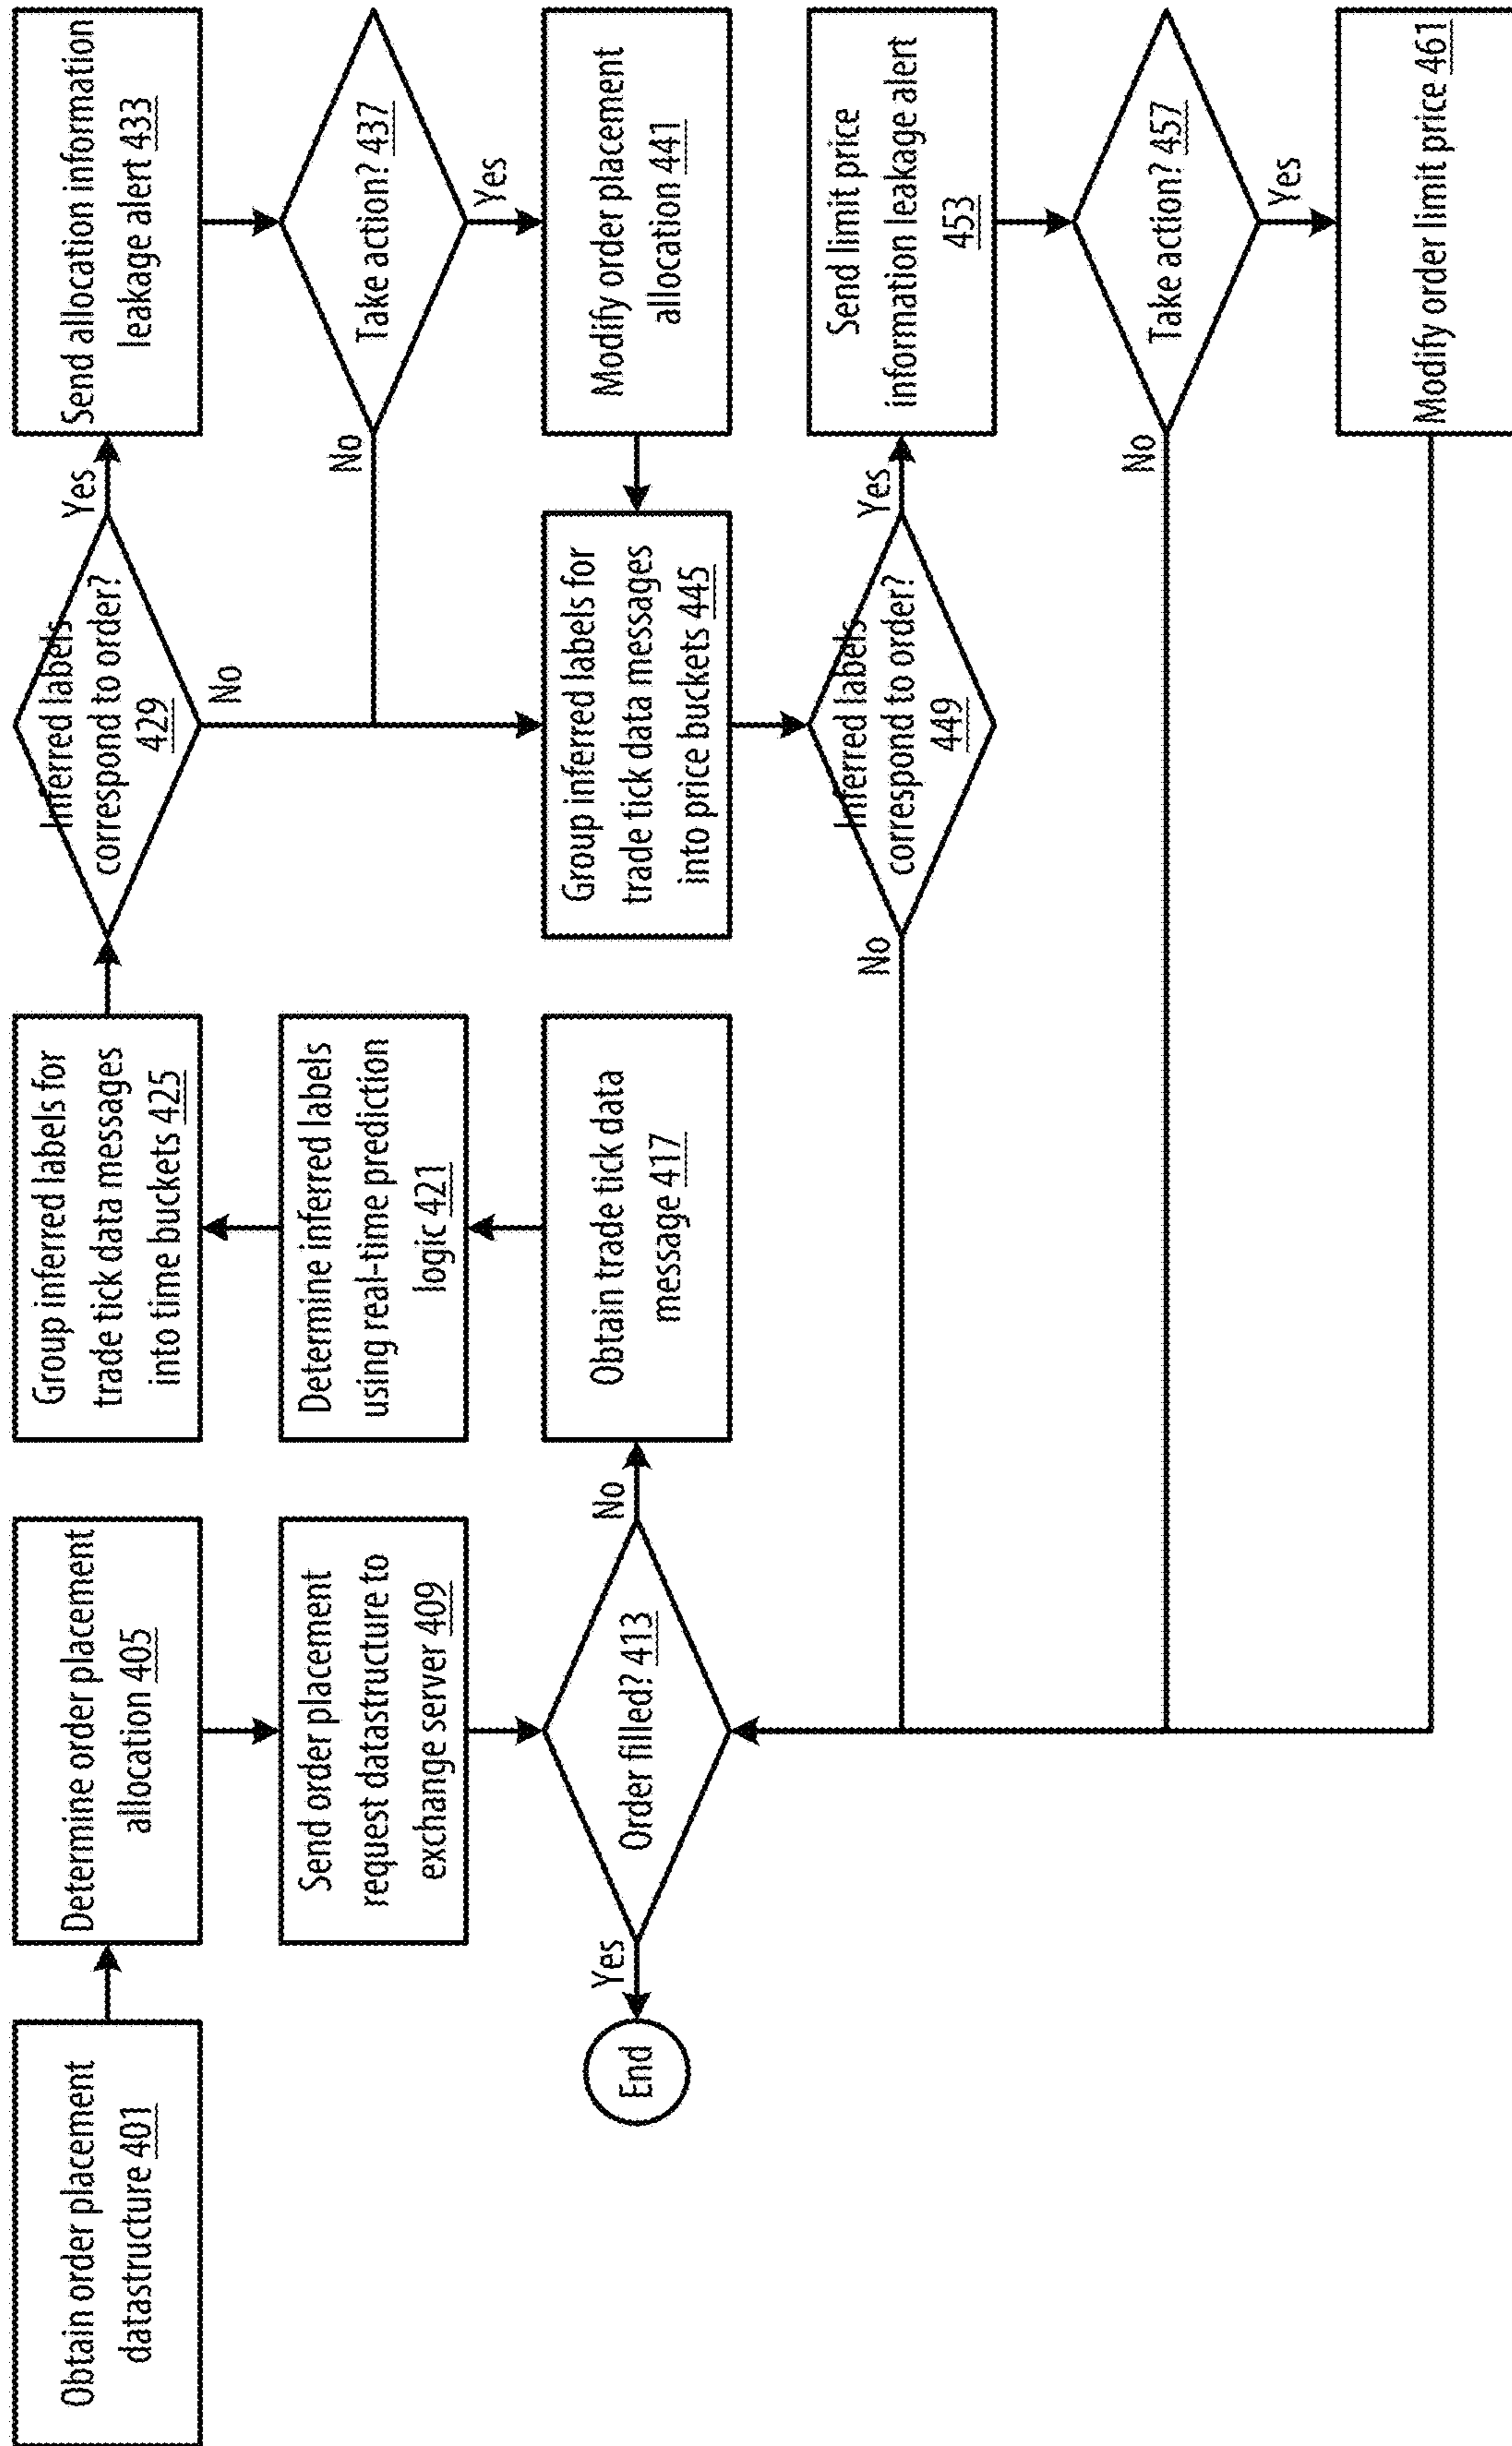 Obtain order placement
datastructure 401
Determine order placement
allocation 405
Send order placement
request datastructure to
exchange server 409
Order filled? 413
Yes
End
No
Obtain trade tick data
message 417
Determine inferred labels
using real-time prediction
logic 421
Group inferred labels for
trade tick data messages
into time buckets 425
Inferred labels
correspond to order?
429
Yes
No
Send allocation information
leakage alert 433
Take action? 437
No
Yes
Modify order placement
allocation 441
Group inferred labels for
trade tick data messages
into price buckets 445
Inferred labels
correspond to order?
449
No
Yes
Send limit price
information leakage alert
453
Take action? 457
No
Yes
Modify order limit price 461